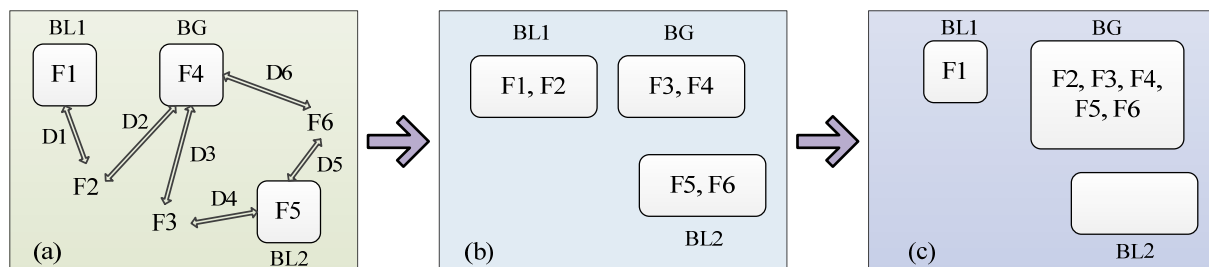 BL1
BG
F1
F4
D6
D1
D2
F6
D3
D5
F2
D4
F3
F5
(a)
BL2
BL1
BG
F1, F2
F3, F4
F5, F6
(b)
BL2
BL1
BG
F1
F2, F3, F4,
F5, F6
(c)
BL2